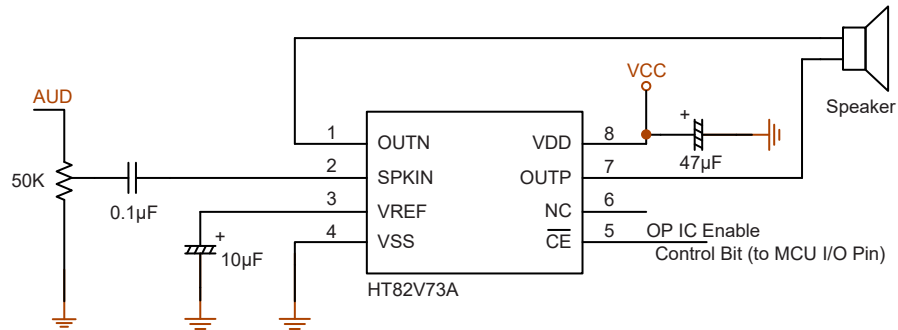 AUD
50K
0.1µF
10µF
+
1
2
3
4
OUTN
SPKIN
VREF
VSS
VDD
OUTP
NC
CE
8
7
6
5
HT82V73A
VCC
+
47µF
Speaker
OP IC Enable
Control Bit (to MCU I/O Pin)